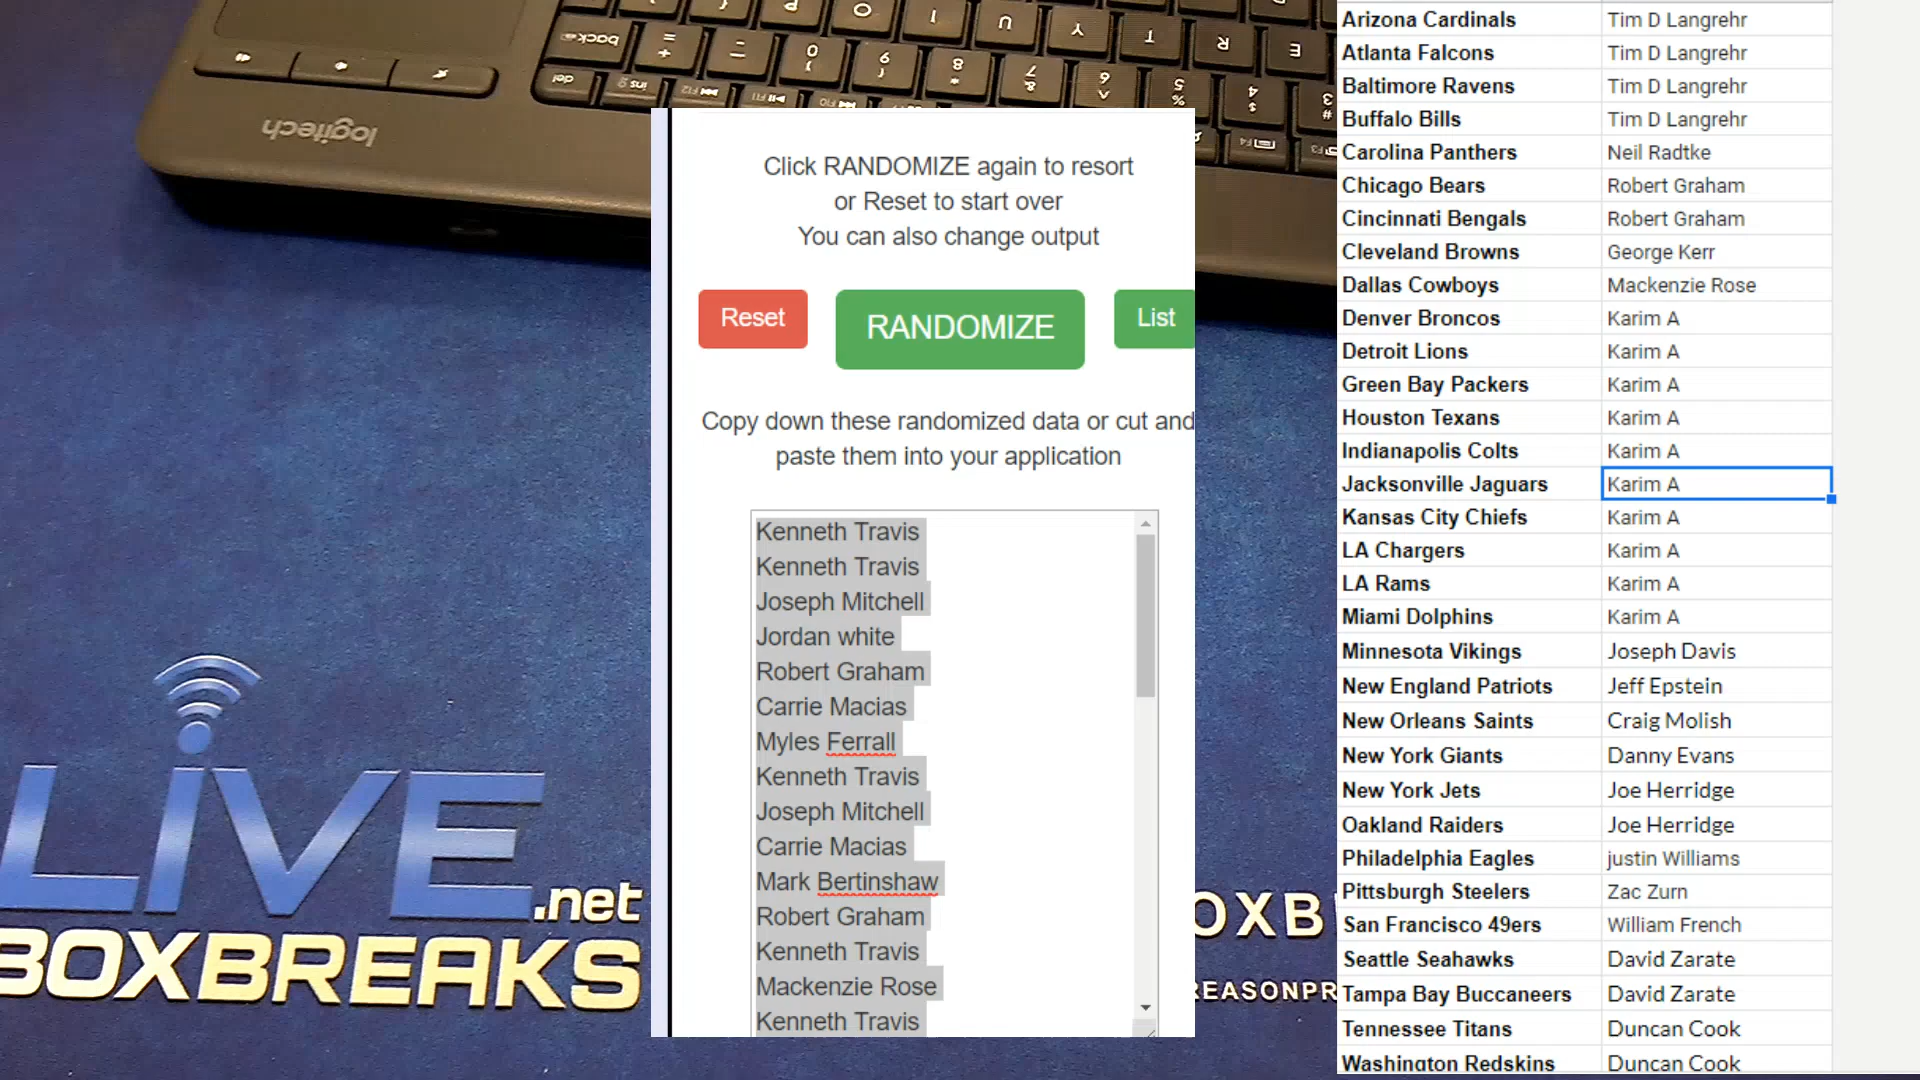 logitech
back
del
ins
LIVE
.net
BOXBREAKS
OXB
REASONPR
Click RANDOMIZE again to resort
or Reset to start over
You can also change output
Reset
RANDOMIZE
List
Copy down these randomized data or cut and
paste them into your application
Kenneth Travis
Kenneth Travis
Joseph Mitchell
Jordan white
Robert Graham
Carrie Macias
Myles Ferrall
Kenneth Travis
Joseph Mitchell
Carrie Macias
Mark Bertinshaw
Robert Graham
Kenneth Travis
Mackenzie Rose
Kenneth Travis
Arizona Cardinals Tim D Langrehr
Atlanta Falcons Tim D Langrehr
Baltimore Ravens Tim D Langrehr
Buffalo Bills Tim D Langrehr
Carolina Panthers Neil Radtke
Chicago Bears Robert Graham
Cincinnati Bengals Robert Graham
Cleveland Browns George Kerr
Dallas Cowboys Mackenzie Rose
Denver Broncos Karim A
Detroit Lions Karim A
Green Bay Packers Karim A
Houston Texans Karim A
Indianapolis Colts Karim A
Jacksonville Jaguars Karim A
Kansas City Chiefs Karim A
LA Chargers Karim A
LA Rams Karim A
Miami Dolphins Karim A
Minnesota Vikings Joseph Davis
New England Patriots Jeff Epstein
New Orleans Saints Craig Molish
New York Giants Danny Evans
New York Jets Joe Herridge
Oakland Raiders Joe Herridge
Philadelphia Eagles justin Williams
Pittsburgh Steelers Zac Zurn
San Francisco 49ers William French
Seattle Seahawks David Zarate
Tampa Bay Buccaneers David Zarate
Tennessee Titans Duncan Cook
Washington Redskins Duncan Cook